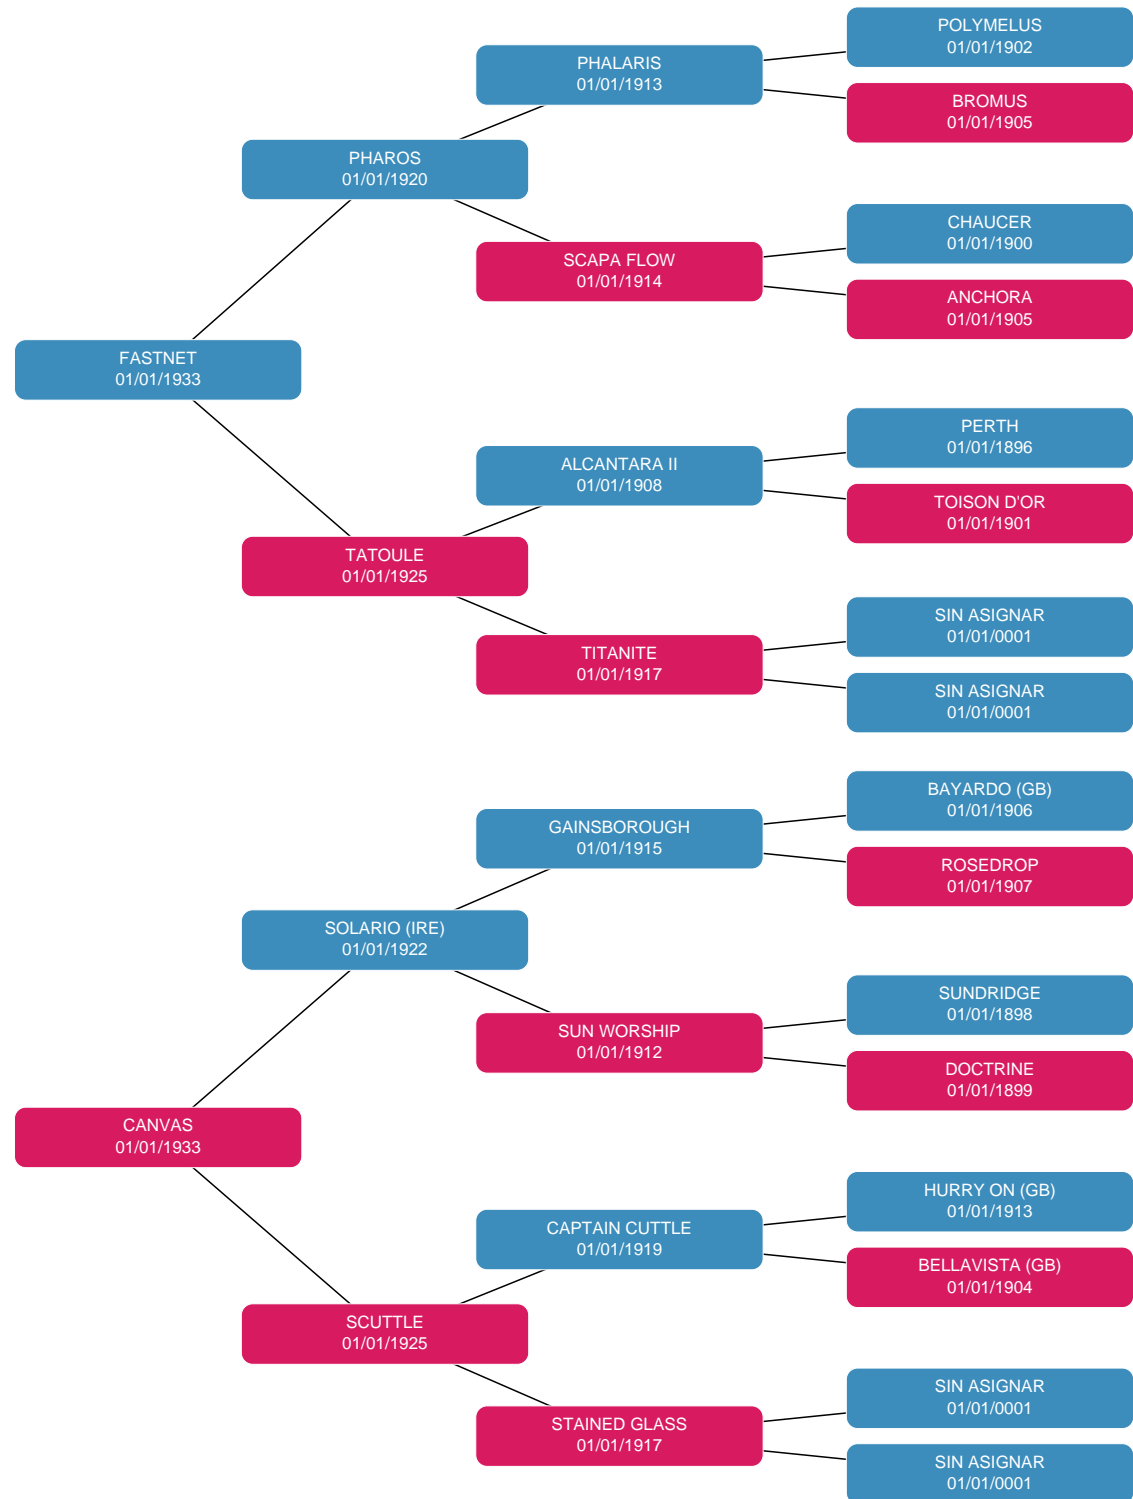 POLYMELUS
01/01/1902
PHALARIS
01/01/1913
BROMUS
01/01/1905
PHAROS
01/01/1920
CHAUCER
01/01/1900
SCAPA FLOW
01/01/1914
ANCHORA
01/01/1905
FASTNET
01/01/1933
PERTH
01/01/1896
ALCANTARA II
01/01/1908
TOISON D'OR
01/01/1901
TATOULE
01/01/1925
SIN ASIGNAR
01/01/0001
TITANITE
01/01/1917
SIN ASIGNAR
01/01/0001
BAYARDO (GB)
01/01/1906
GAINSBOROUGH
01/01/1915
ROSEDROP
01/01/1907
SOLARIO (IRE)
01/01/1922
SUNDRIDGE
01/01/1898
SUN WORSHIP
01/01/1912
DOCTRINE
01/01/1899
CANVAS
01/01/1933
HURRY ON (GB)
01/01/1913
CAPTAIN CUTTLE
01/01/1919
BELLAVISTA (GB)
01/01/1904
SCUTTLE
01/01/1925
SIN ASIGNAR
01/01/0001
STAINED GLASS
01/01/1917
SIN ASIGNAR
01/01/0001